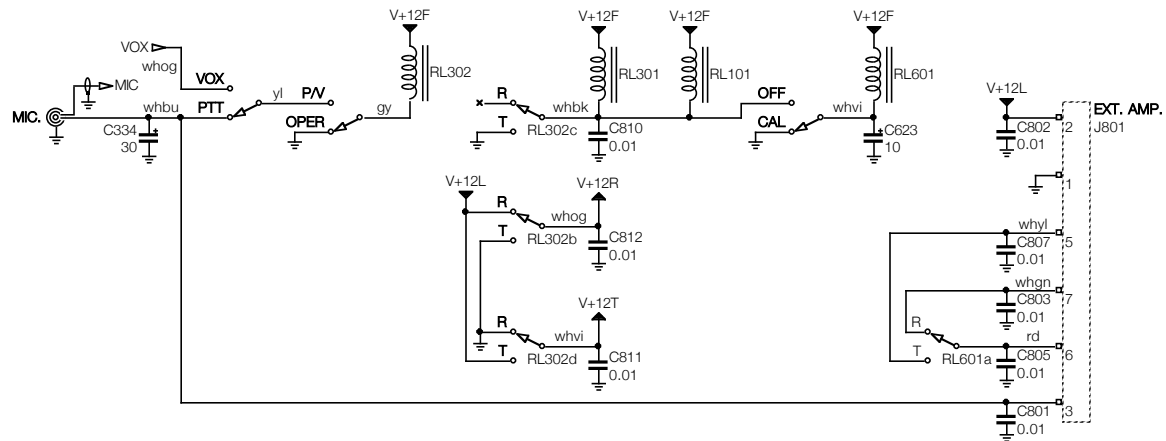 V+12F
V+12F
V+12F
V+12F
VOX
whog
RL302
RL301
RL101
RL601
MIC
VOX
P/V
R
OFF
V+12L
EXT. AMP.
J801
MIC.
whbu
PTT
yl
OPER
gy
T
RL302c
whbk
CAL
whvi
C334
30
C810
0.01
C623
10
C802
0.01
2
1
V+12L
V+12R
R
whog
T
RL302b
C812
0.01
whyl
C807
0.01
5
V+12T
whgn
C803
0.01
7
R
whvi
T
RL302d
C811
0.01
R
T
RL601a
rd
C805
0.01
6
C801
0.01
3